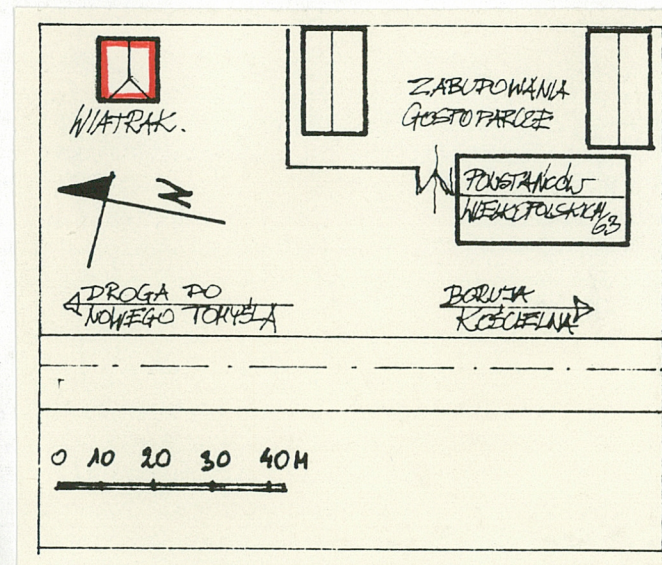 WIATRAK.
ZABUDOWANIA
GOSPODARCZE
POWSTAŃCÓW
WIELKOPOLSKICH
63
N
DROGA DO
NOWEGO TOMYŚLA
BORUJA
KOŚCIELNA
0 10 20 30 40 M